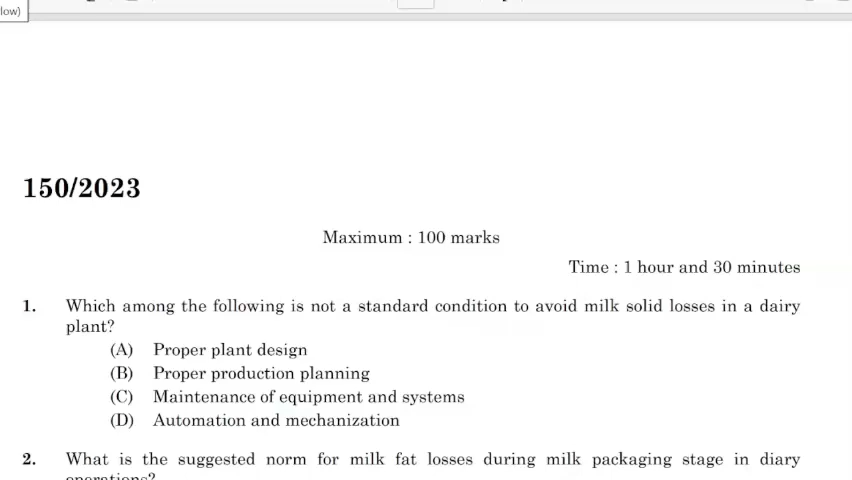 low)
150/2023
Maximum : 100 marks
Time : 1 hour and 30 minutes
1. Which among the following is not a standard condition to avoid milk solid losses in a dairy
plant?
(A) Proper plant design
(B) Proper production planning
(C) Maintenance of equipment and systems
(D) Automation and mechanization
2. What is the suggested norm for milk fat losses during milk packaging stage in diary
operations?